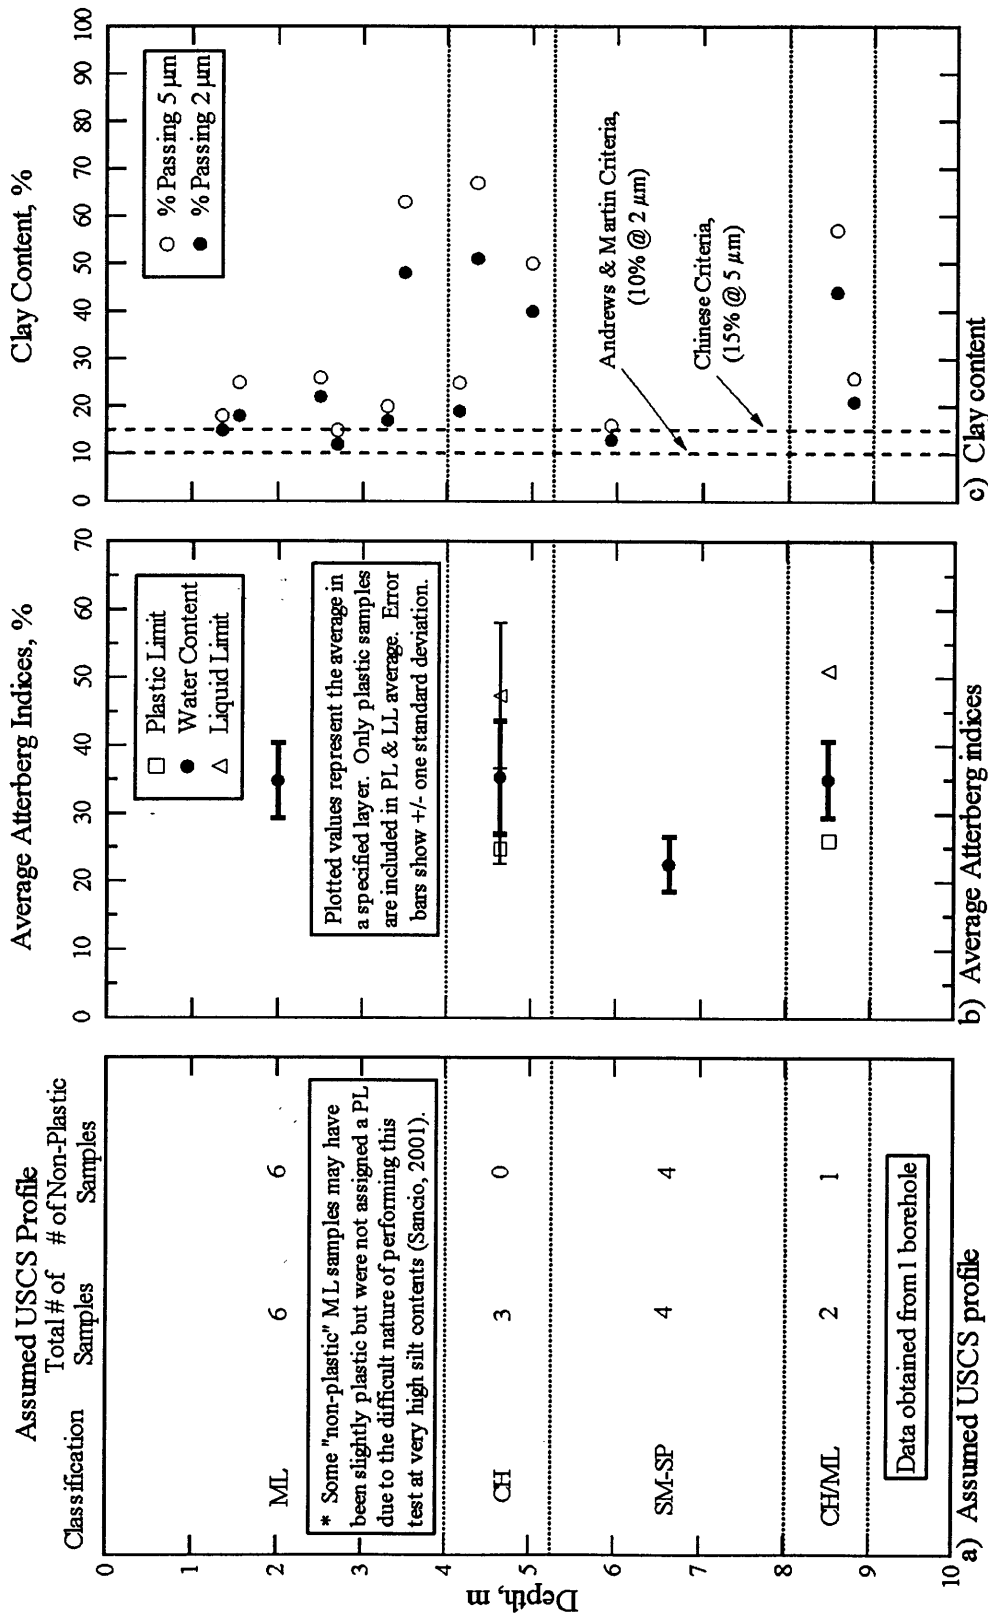 Assumed USCS Profile
Total # of # of Non-Plastic
Classification Samples Samples
0
1
2
3
4
5
6
7
8
9
10
Depth, m
ML 6 6
* Some "non-plastic" ML samples may have
been slightly plastic but were not assigned a PL
due to the difficult nature of performing this
test at very high silt contents (Sancio, 2001).
CH 3 0
SM-SP 4 4
CH/ML 2 1
Data obtained from 1 borehole
a) Assumed USCS profile
Average Atterberg Indices, %
0 10 20 30 40 50 60 70
Plastic Limit
Water Content
Liquid Limit
Plotted values represent the average in
a specified layer. Only plastic samples
are included in PL & LL average. Error
bars show +/- one standard deviation.
b) Average Atterberg indices
Clay Content, %
0 10 20 30 40 50 60 70 80 90 100
% Passing 5 μm
% Passing 2 μm
Andrews & Martin Criteria,
(10% @ 2 μm)
Chinese Criteria,
(15% @ 5 μm)
c) Clay content